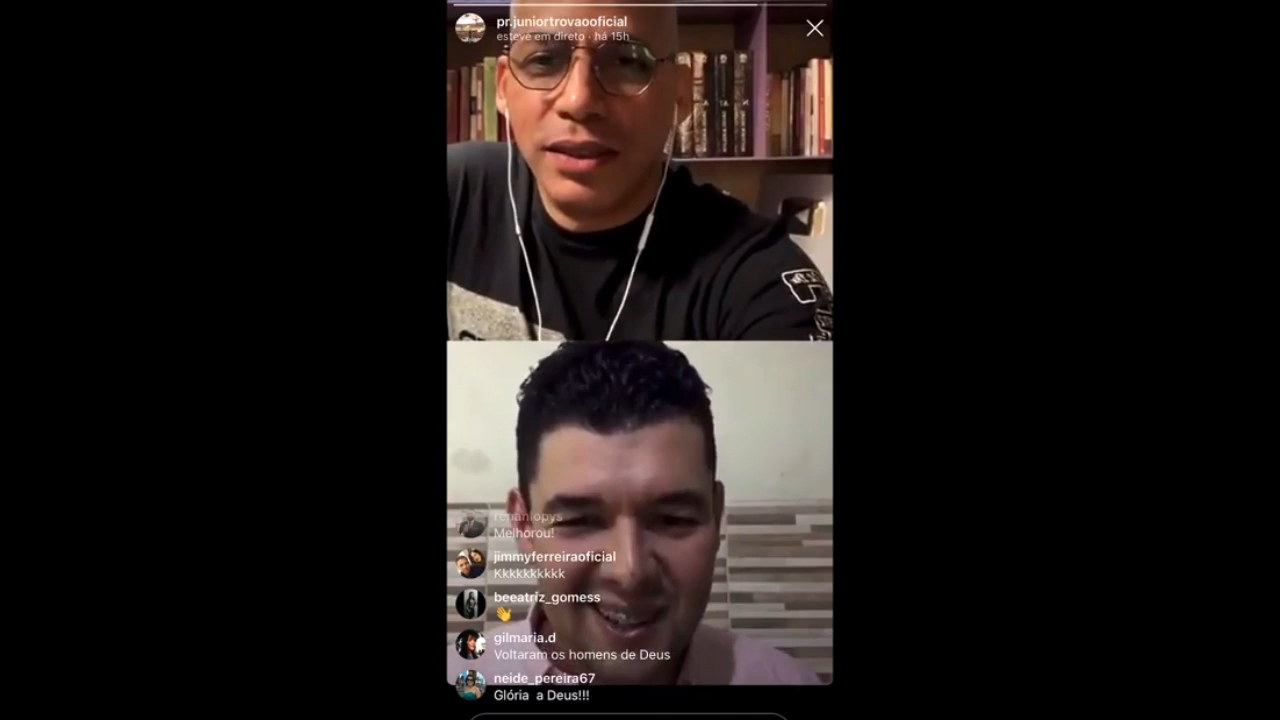 pr.juniortrovaooficial
esteve em direto · há 15h
renanlopys
Melhorou!
jimmyferreiraoficial
Kkkkkkkkkk
beeatriz_gomess
👋
gilmaria.d
Voltaram os homens de Deus
neide_pereira67
Glória a Deus!!!